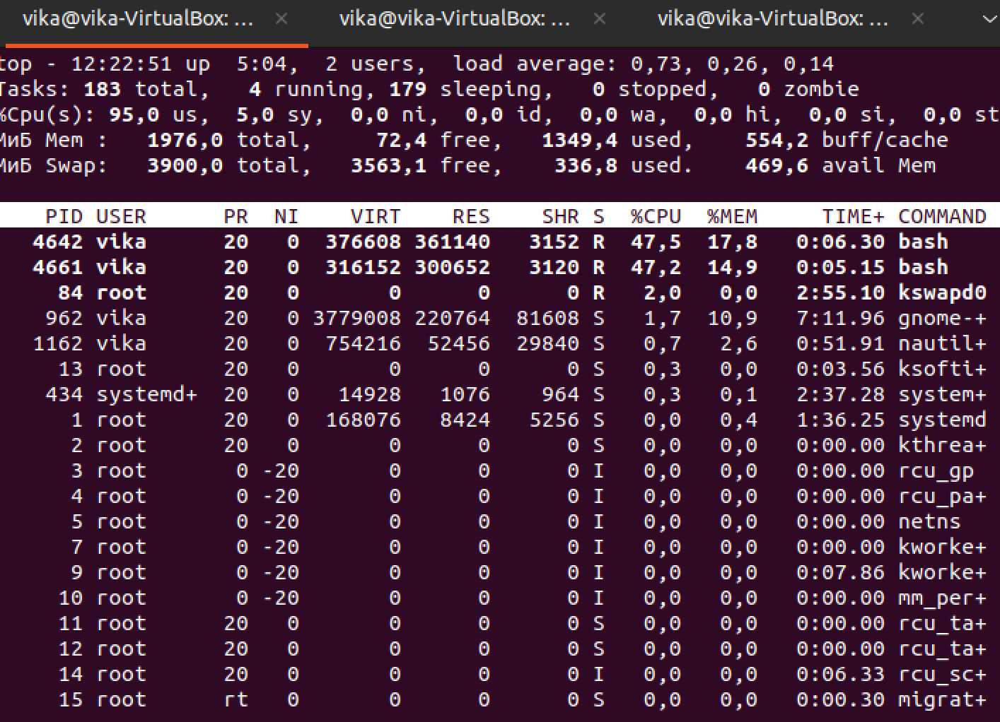 vika@vika-VirtualBox: ... × vika@vika-VirtualBox: ... × vika@vika-VirtualBox: ... ×
top - 12:22:51 up  5:04,  2 users,  load average: 0,73, 0,26, 0,14
Tasks: 183 total,   4 running, 179 sleeping,   0 stopped,   0 zombie
%Cpu(s): 95,0 us,  5,0 sy,  0,0 ni,  0,0 id,  0,0 wa,  0,0 hi,  0,0 si,  0,0 st
МиБ Mem :   1976,0 total,     72,4 free,   1349,4 used,    554,2 buff/cache
МиБ Swap:   3900,0 total,   3563,1 free,    336,8 used.    469,6 avail Mem
PID USER      PR  NI    VIRT    RES    SHR S  %CPU  %MEM     TIME+ COMMAND
4642 vika      20   0  376608 361140   3152 R  47,5  17,8   0:06.30 bash
4661 vika      20   0  316152 300652   3120 R  47,2  14,9   0:05.15 bash
84 root      20   0       0      0      0 R   2,0   0,0   2:55.10 kswapd0
962 vika      20   0 3779008 220764  81608 S   1,7  10,9   7:11.96 gnome-+
1162 vika      20   0  754216  52456  29840 S   0,7   2,6   0:51.91 nautil+
13 root      20   0       0      0      0 S   0,3   0,0   0:03.56 ksofti+
434 systemd+  20   0   14928   1076    964 S   0,3   0,1   2:37.28 system+
1 root      20   0  168076   8424   5256 S   0,0   0,4   1:36.25 systemd
2 root      20   0       0      0      0 S   0,0   0,0   0:00.00 kthrea+
3 root       0 -20       0      0      0 I   0,0   0,0   0:00.00 rcu_gp
4 root       0 -20       0      0      0 I   0,0   0,0   0:00.00 rcu_pa+
5 root       0 -20       0      0      0 I   0,0   0,0   0:00.00 netns
7 root       0 -20       0      0      0 I   0,0   0,0   0:00.00 kworke+
9 root       0 -20       0      0      0 I   0,0   0,0   0:07.86 kworke+
10 root       0 -20       0      0      0 I   0,0   0,0   0:00.00 mm_per+
11 root      20   0       0      0      0 S   0,0   0,0   0:00.00 rcu_ta+
12 root      20   0       0      0      0 S   0,0   0,0   0:00.00 rcu_ta+
14 root      20   0       0      0      0 I   0,0   0,0   0:06.33 rcu_sc+
15 root      rt   0       0      0      0 S   0,0   0,0   0:00.30 migrat+